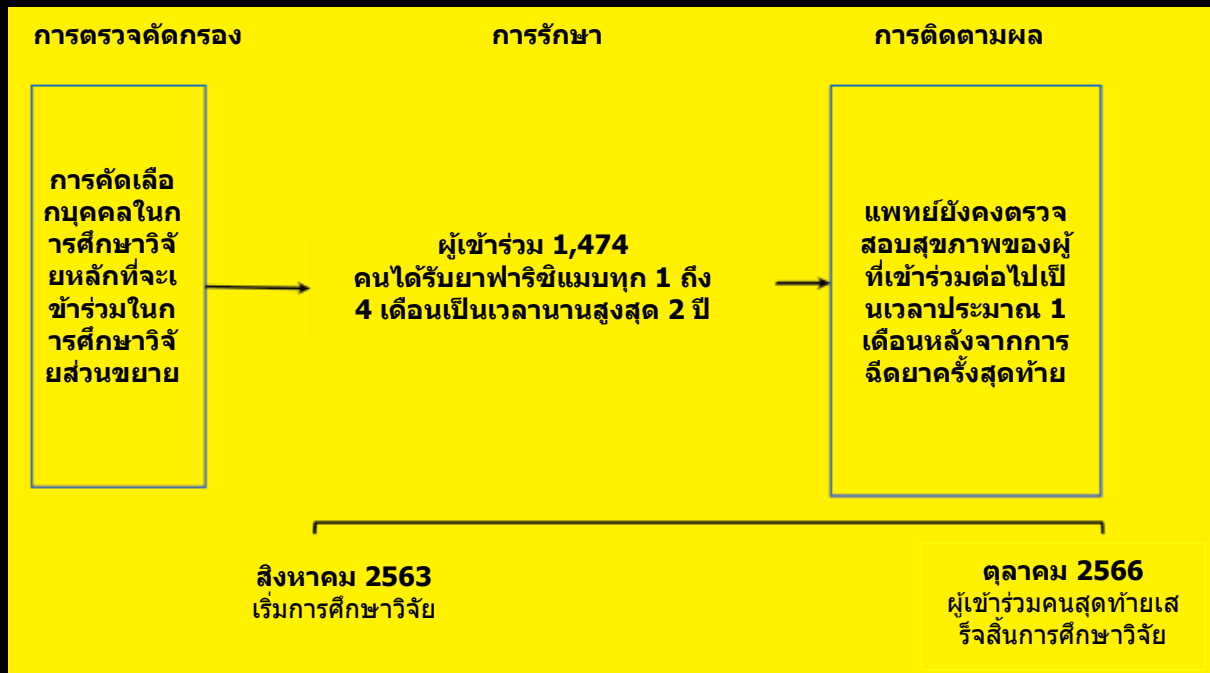 การตรวจคัดกรอง
การรักษา
การติดตามผล
การคัดเลือ
กบุคคลในก
ารศึกษาวิจั
ยหลักที่จะเ
ข้าร่วมในก
ารศึกษาวิจั
ยส่วนขยาย
ผู้เข้าร่วม 1,474
คนได้รับยาฟาริซิแมบทุก 1 ถึง
4 เดือนเป็นเวลานานสูงสุด 2 ปี
แพทย์ยังคงตรวจ
สอบสุขภาพของผู้
ที่เข้าร่วมต่อไปเป็
นเวลาประมาณ 1
เดือนหลังจากการ
ฉีดยาครั้งสุดท้าย
สิงหาคม 2563
เริ่มการศึกษาวิจัย
ตุลาคม 2566
ผู้เข้าร่วมคนสุดท้ายเส
ร็จสิ้นการศึกษาวิจัย